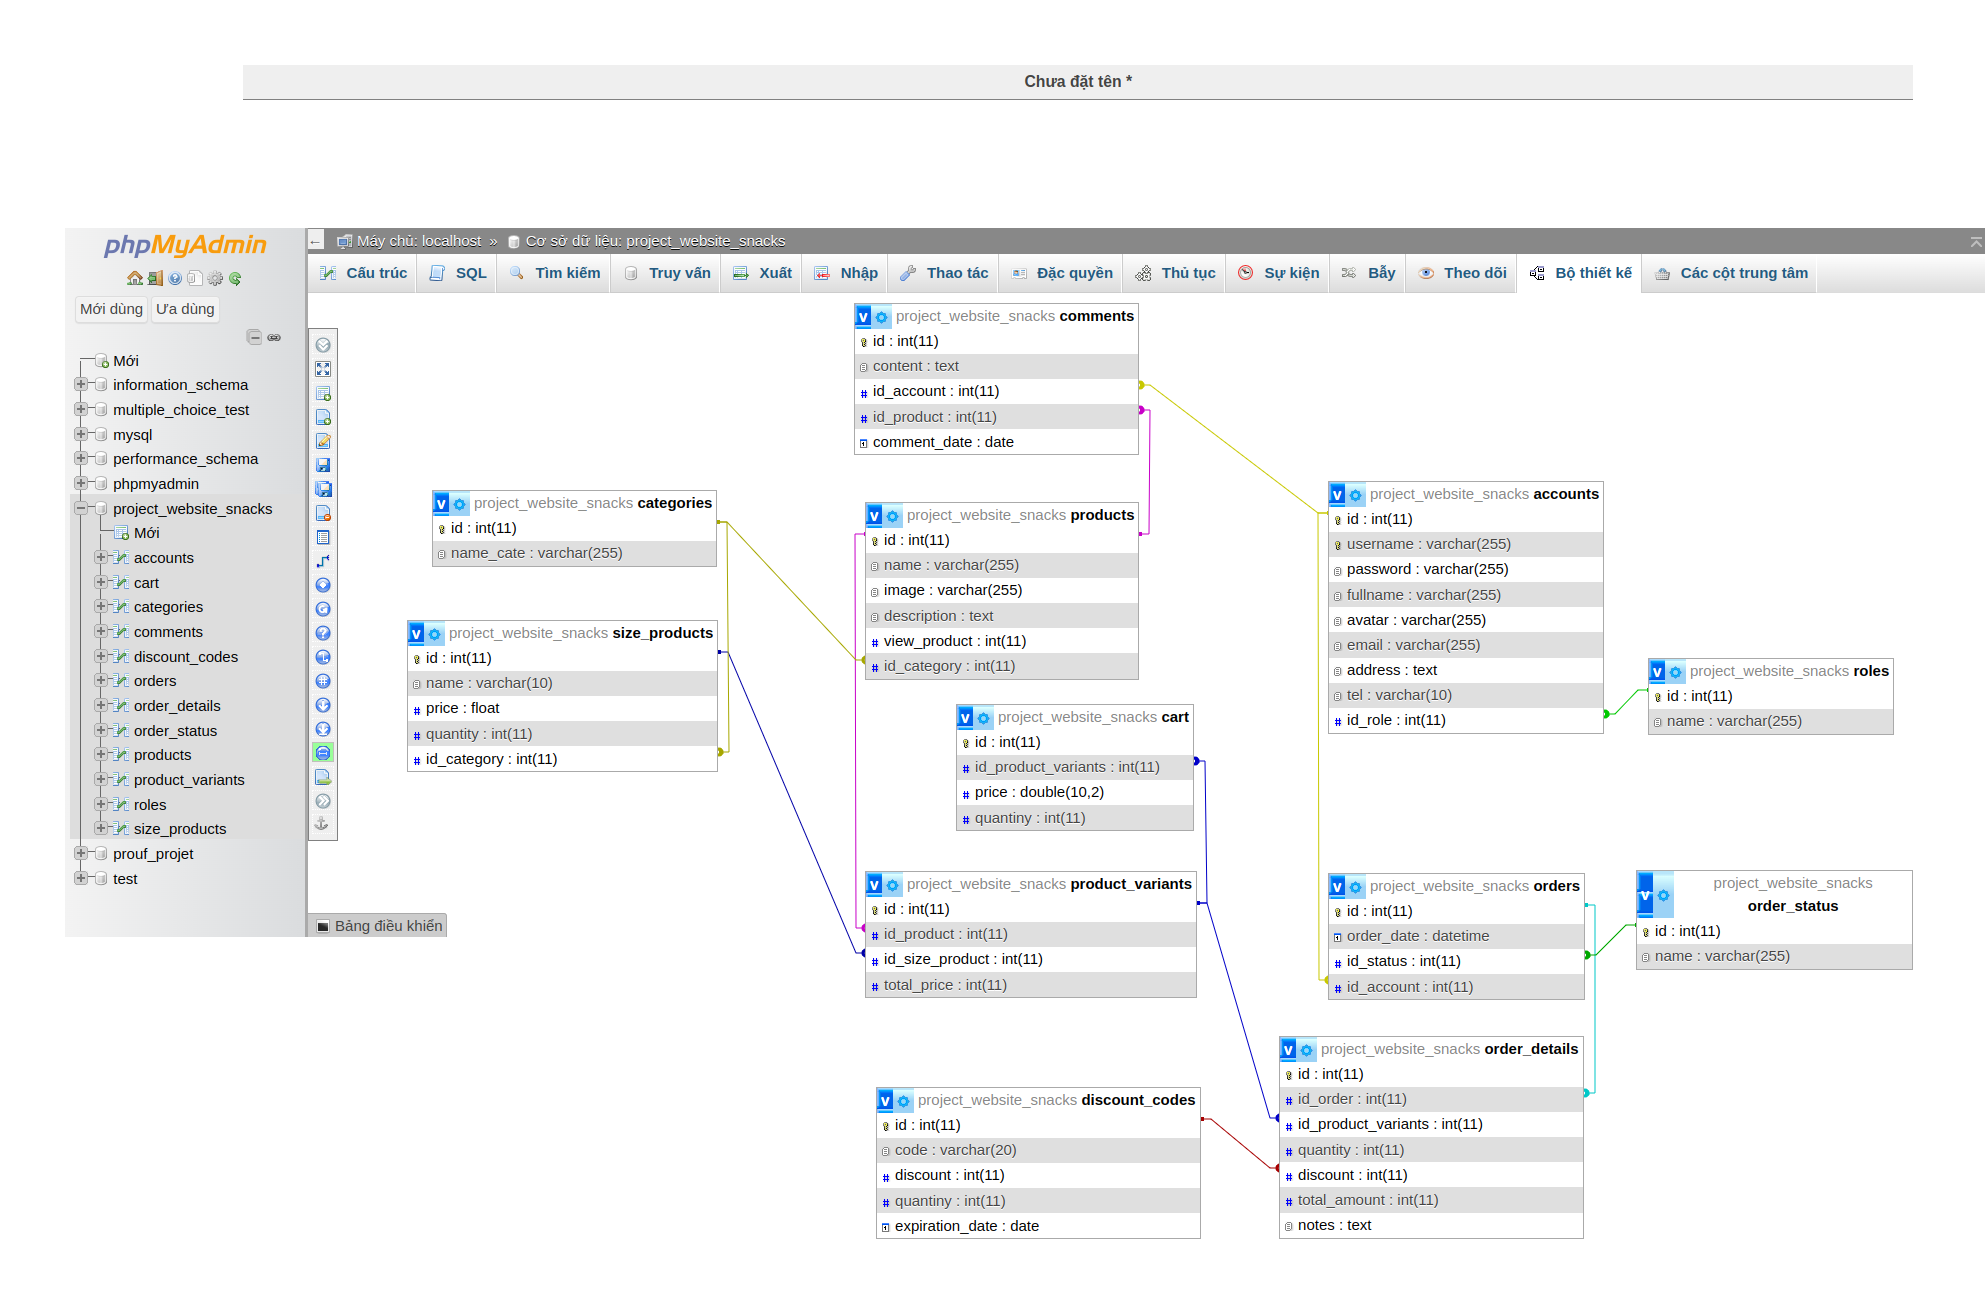 Chưa đặt tên *
phpMyAdmin
Mới dùng Ưa dùng
Mới
information_schema
multiple_choice_test
mysql
performance_schema
phpmyadmin
project_website_snacks
Mới
accounts
cart
categories
comments
discount_codes
orders
order_details
order_status
products
product_variants
roles
size_products
prouf_projet
test
← Máy chủ: localhost » Cơ sở dữ liệu: project_website_snacks
Cấu trúc SQL Tìm kiếm Truy vấn Xuất Nhập Thao tác Đặc quyền Thủ tục Sự kiện Bẫy Theo dõi Bộ thiết kế Các cột trung tâm
v project_website_snacks comments
id : int(11)
content : text
id_account : int(11)
id_product : int(11)
comment_date : date
v project_website_snacks categories
id : int(11)
name_cate : varchar(255)
v project_website_snacks products
id : int(11)
name : varchar(255)
image : varchar(255)
description : text
view_product : int(11)
id_category : int(11)
v project_website_snacks accounts
id : int(11)
username : varchar(255)
password : varchar(255)
fullname : varchar(255)
avatar : varchar(255)
email : varchar(255)
address : text
tel : varchar(10)
id_role : int(11)
v project_website_snacks size_products
id : int(11)
name : varchar(10)
price : float
quantity : int(11)
id_category : int(11)
v project_website_snacks roles
id : int(11)
name : varchar(255)
v project_website_snacks cart
id : int(11)
id_product_variants : int(11)
price : double(10,2)
quantiny : int(11)
v project_website_snacks product_variants
id : int(11)
id_product : int(11)
id_size_product : int(11)
total_price : int(11)
v project_website_snacks orders
id : int(11)
order_date : datetime
id_status : int(11)
id_account : int(11)
v project_website_snacks
order_status
id : int(11)
name : varchar(255)
v project_website_snacks order_details
id : int(11)
id_order : int(11)
id_product_variants : int(11)
quantity : int(11)
discount : int(11)
total_amount : int(11)
notes : text
v project_website_snacks discount_codes
id : int(11)
code : varchar(20)
discount : int(11)
quantiny : int(11)
expiration_date : date
Bảng điều khiển